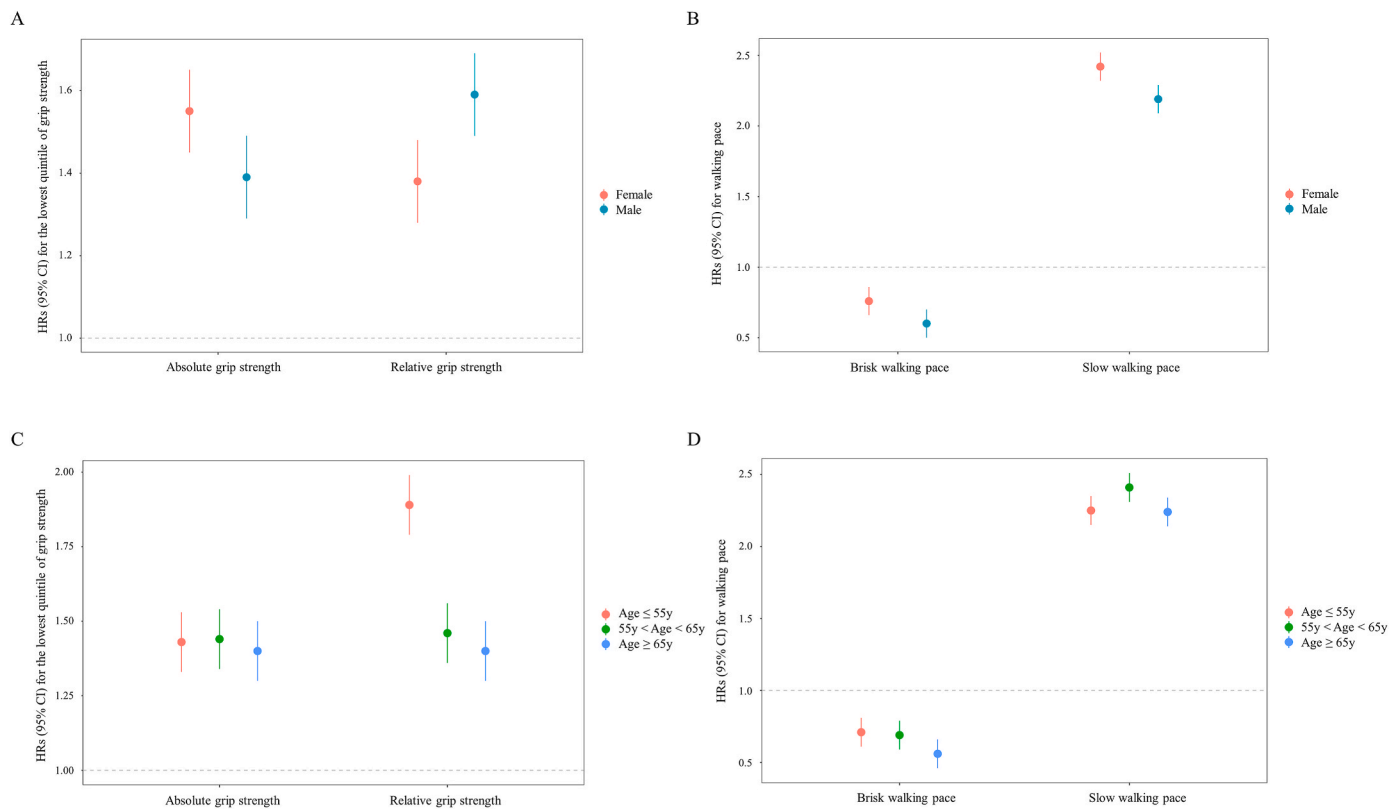 A
HRs (95% CI) for the lowest quintile of grip strength
1.6
1.4
1.2
1.0
Absolute grip strength
Relative grip strength
Female
Male
B
HRs (95% CI) for walking pace
2.5
2.0
1.5
1.0
0.5
Brisk walking pace
Slow walking pace
Female
Male
C
HRs (95% CI) for the lowest quintile of grip strength
2.00
1.75
1.50
1.25
1.00
Absolute grip strength
Relative grip strength
Age ≤ 55y
55y < Age < 65y
Age ≥ 65y
D
HRs (95% CI) for walking pace
2.5
2.0
1.5
1.0
0.5
Brisk walking pace
Slow walking pace
Age ≤ 55y
55y < Age < 65y
Age ≥ 65y